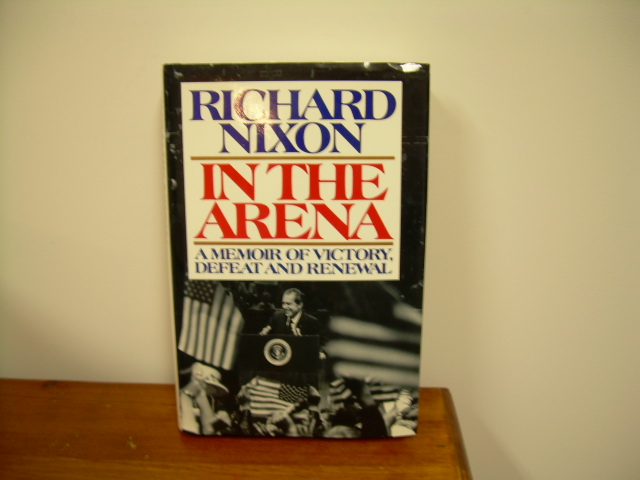 RICHARD
NIXON
IN THE
ARENA
A MEMOIR OF VICTORY,
DEFEAT AND RENEWAL